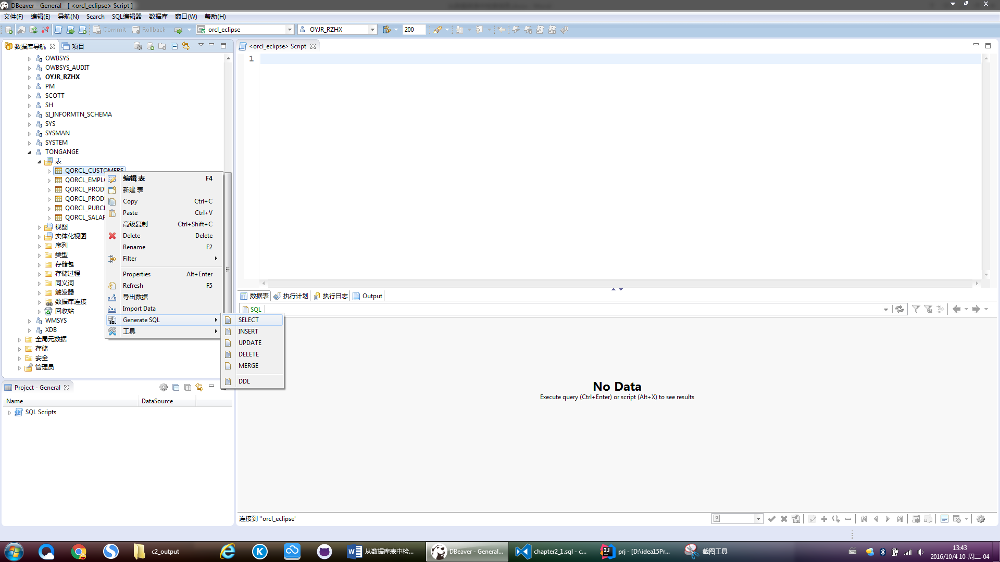 DBeaver - General - [ <orcl_eclipse> Script ]
文件(F) 编辑(E) 导航(N) Search SQL编辑器 数据库 窗口(W) 帮助(H)
Commit Rollback orcl_eclipse OYJR_RZHX 200
数据库导航 项目
<orcl_eclipse> Script
1
OWBSYS
OWBSYS_AUDIT
OYJR_RZHX
PM
SCOTT
SH
SI_INFORMTN_SCHEMA
SYS
SYSMAN
SYSTEM
TONGANGE
表
QORCL_CUSTOMERS
QORCL_EMPL
QORCL_PROD
QORCL_PROD
QORCL_PURC
QORCL_SALAR
视图
实体化视图
序列
类型
存储包
存储过程
同义词
触发器
数据库连接
回收站
WMSYS
XDB
全局元数据
存储
安全
管理员
编辑 表 F4
新建 表
Copy Ctrl+C
Paste Ctrl+V
高级复制 Ctrl+Shift+C
Delete Delete
Rename F2
Filter
Properties Alt+Enter
Refresh F5
导出数据
Import Data
Generate SQL
工具
SELECT
INSERT
UPDATE
DELETE
MERGE
DDL
数据表 执行计划 执行日志 Output
SQL
No Data
Execute query (Ctrl+Enter) or script (Alt+X) to see results
连接到 "orcl_eclipse'
Project - General
Name DataSource
SQL Scripts
c2_output
从数据库表中检...
DBeaver - General...
chapter2_1.sql - c...
prj - [D:\idea15Pr...
截图工具
13:43
2016/10/4 10-周二-04